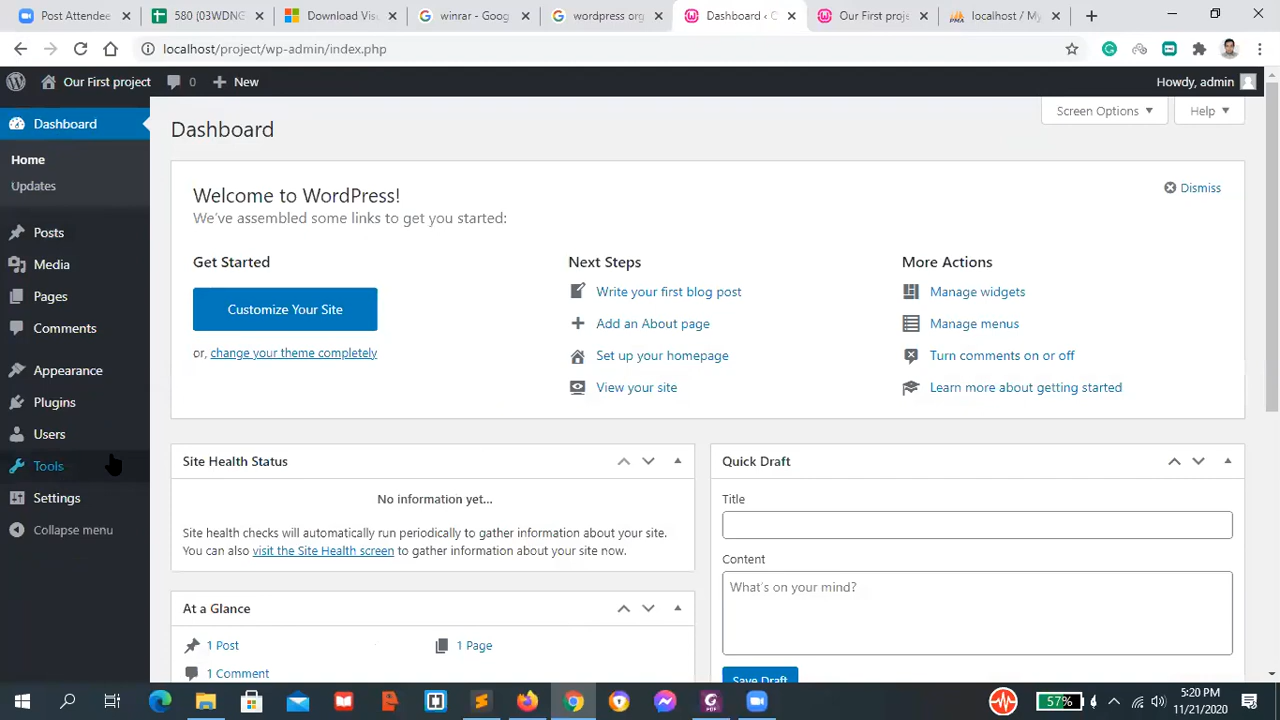 Post Attendee
580 (03WDNG
Download Vis
winrar - Goog
wordpress org
Dashboard ‹ O
Our First proje
localhost / My
localhost/project/wp-admin/index.php
Our First project 0 New
Howdy, admin
Dashboard
Home
Updates
Posts
Media
Pages
Comments
Appearance
Plugins
Users
Tools
Settings
Collapse menu
Screen Options
Help
Dashboard
Welcome to WordPress!
Dismiss
We've assembled some links to get you started:
Get Started
Customize Your Site
or, change your theme completely
Next Steps
Write your first blog post
Add an About page
Set up your homepage
View your site
More Actions
Manage widgets
Manage menus
Turn comments on or off
Learn more about getting started
Site Health Status
No information yet...
Site health checks will automatically run periodically to gather information about your site.
You can also visit the Site Health screen to gather information about your site now.
At a Glance
1 Post
1 Page
1 Comment
Quick Draft
Title
Content
What's on your mind?
Save Draft
57%
5:20 PM
11/21/2020